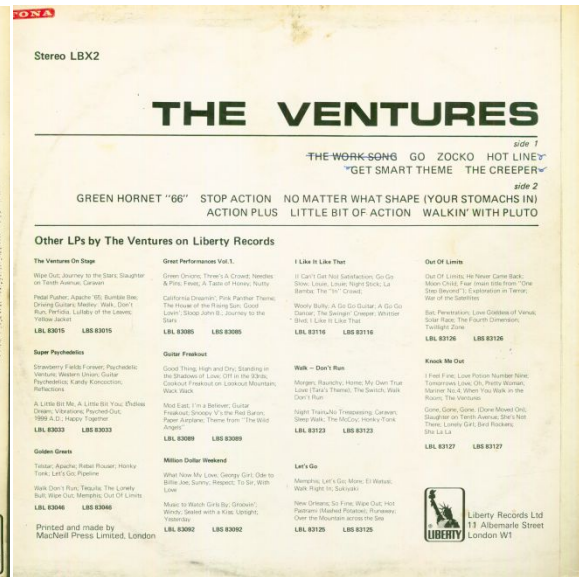 TONA
Stereo LBX2
THE VENTURES
side 1
THE WORK SONG GO ZOCKO HOT LINE
GET SMART THEME THE CREEPER
side 2
GREEN HORNET "66" STOP ACTION NO MATTER WHAT SHAPE (YOUR STOMACHS IN)
ACTION PLUS LITTLE BIT OF ACTION WALKIN' WITH PLUTO
Other LPs by The Ventures on Liberty Records
The Ventures On Stage
Wipe Out; Journey to the Stars; Slaughter
on Tenth Avenue; Caravan
Pedal Pusher; Apache '65; Bumble Bee;
Driving Guitars; Medley: Walk, Don't
Run, Perfidia, Lullaby of the Leaves;
Yellow Jacket
LBL 83015 LBS 83015
Super Psychedelics
Strawberry Fields Forever; Psychedelic
Venture; Western Union; Guitar
Psychedelics; Kandy Koncoction;
Reflections
A Little Bit Me, A Little Bit You; Endless
Dream; Vibrations; Psyched-Out;
1999 A.D.; Happy Together
LBL 83033 LBS 83033
Golden Greats
Telstar; Apache; Rebel Rouser; Honky
Tonk; Let's Go; Pipeline
Walk Don't Run; Tequila; The Lonely
Bull; Wipe Out; Memphis; Out Of Limits
LBL 83046 LBS 83046
Printed and made by
MacNeill Press Limited, London
Great Performances Vol.1.
Green Onions; Three's A Crowd; Needles
& Pins; Fever; A Taste of Honey; Nutty
California Dreamin'; Pink Panther Theme;
The House of the Rising Sun; Good
Lovin'; Sloop John B.; Journey to the
Stars
LBL 83085 LBS 83085
Guitar Freakout
Good Thing; High and Dry; Standing in
the Shadows of Love; Off in the 93rds;
Cookout Freakout on Lookout Mountain;
Wack Wack
Mod East; I'm a Believer; Guitar
Freakout; Snoopy V's the Red Baron;
Paper Airplane; Theme from "The Wild
Angels"
LBL 83089 LBS 83089
Million Dollar Weekend
What Now My Love; Georgy Girl; Ode to
Billie Joe; Sunny; Respect; To Sir, With
Love
Music to Watch Girls By; Groovin';
Windy; Sealed with a Kiss; Uptight;
Yesterday
LBL 83092 LBS 83092
I Like It Like That
(I Can't Get No) Satisfaction; Go Go
Slow; Louie, Louie; Night Stick; La
Bamba; The "In" Crowd;
Wooly Bully; A Go Go Guitar; A Go Go
Dancer; The Swingin' Creeper; Whittier
Blvd; I Like It Like That
LBL 83116 LBS 83116
Walk – Don't Run
Morgen; Raunchy; Home; My Own True
Love (Tara's Theme); The Switch; Walk
Don't Run
Night Train; No Trespassing; Caravan;
Sleep Walk; The McCoy; Honky-Tonk
LBL 83123 LBS 83123
Let's Go
Memphis; Let's Go; More; El Watusi;
Walk Right In; Sukiyaki
New Orleans; So Fine; Wipe Out; Hot
Pastrami (Mashed Potatoe); Runaway;
Over the Mountain across the Sea
LBL 83125 LBS 83125
Out Of Limits
Out Of Limits; He Never Came Back;
Moon Child; Fear (main title from "One
Step Beyond"); Exploration in Terror;
War of the Satellites
Bat; Penetration; Love Goddess of Venus;
Solar Race; The Fourth Dimension;
Twilight Zone
LBL 83126 LBS 83126
Knock Me Out
I Feel Fine; Love Potion Number Nine;
Tomorrows Love; Oh, Pretty Woman;
Mariner No.4; When You Walk in the
Room; The Ventures
Gone, Gone, Gone. (Done Moved On);
Slaughter on Tenth Avenue; She's Not
There; Lonely Girl; Bird Rockers;
Sha La La
LBL 83127 LBS 83127
LIBERTY
Liberty Records Ltd
11 Albemarle Street
London W1